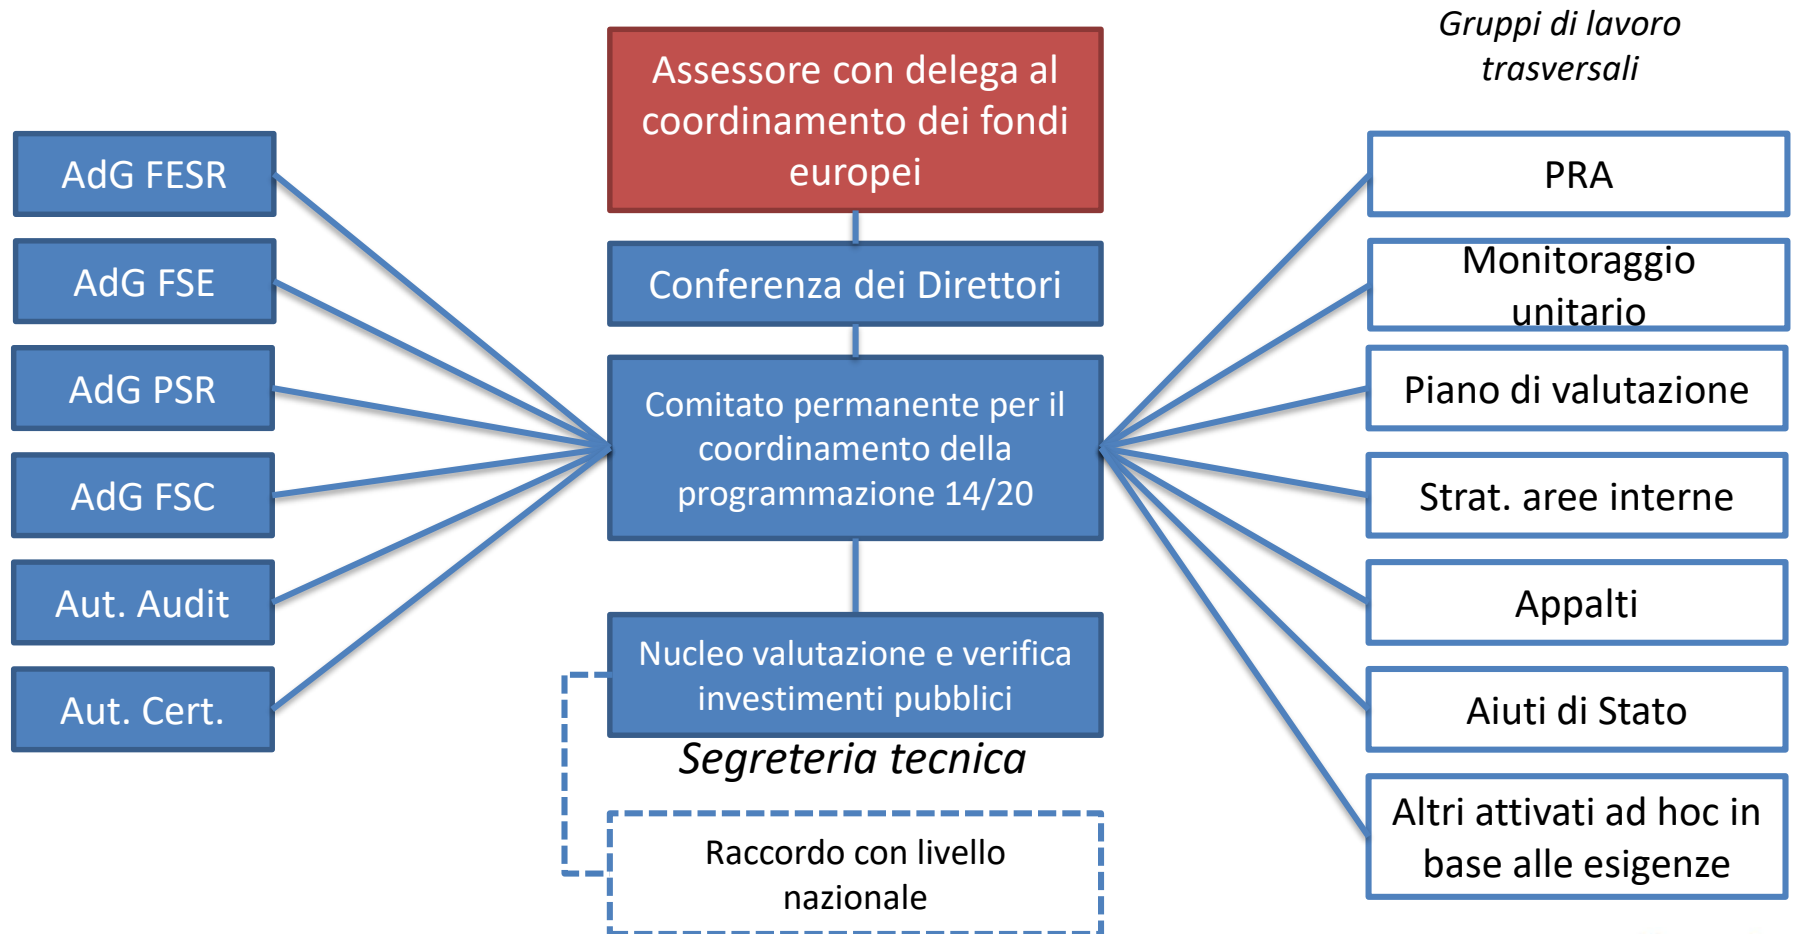 Gruppi di lavoro
trasversali
Assessore con delega al
coordinamento dei fondi
europei
Conferenza dei Direttori
Comitato permanente per il
coordinamento della
programmazione 14/20
Nucleo valutazione e verifica
investimenti pubblici
Segreteria tecnica
Raccordo con livello
nazionale
AdG FESR
AdG FSE
AdG PSR
AdG FSC
Aut. Audit
Aut. Cert.
PRA
Monitoraggio
unitario
Piano di valutazione
Strat. aree interne
Appalti
Aiuti di Stato
Altri attivati ad hoc in
base alle esigenze